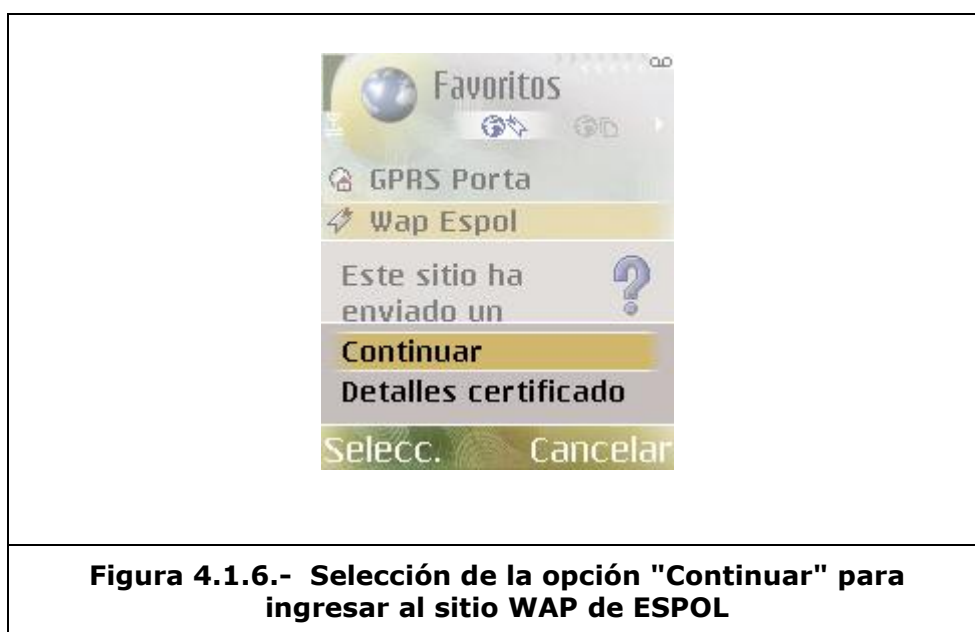 Favoritos
GPRS Porta
Wap Espol
Este sitio ha
enviado un
Continuar
Detalles certificado
Selecc. Cancelar
Figura 4.1.6.- Selección de la opción "Continuar" para
ingresar al sitio WAP de ESPOL